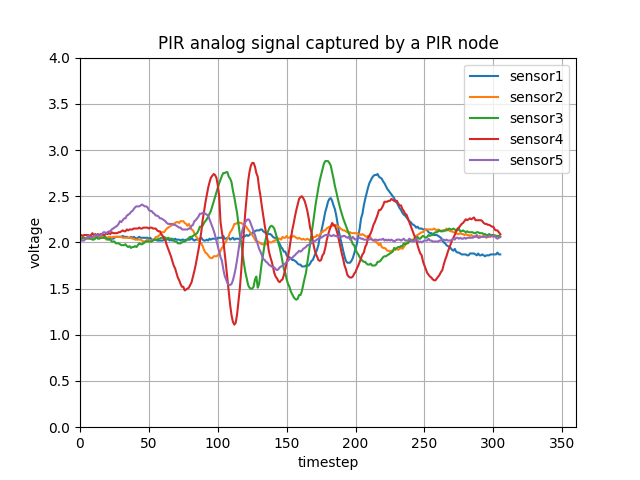 PIR analog signal captured by a PIR node
4.0
3.5
3.0
2.5
2.0
1.5
1.0
0.5
0.0
voltage
sensor1
sensor2
sensor3
sensor4
sensor5
0 50 100 150 200 250 300 350
timestep